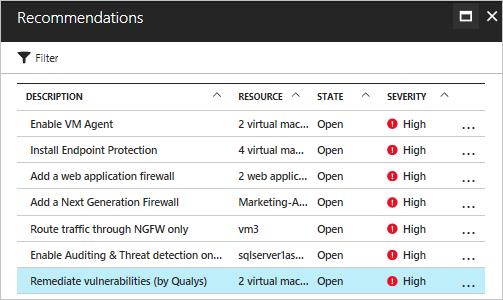 Recommendations
Filter
DESCRIPTION RESOURCE STATE SEVERITY
Enable VM Agent 2 virtual mac... Open High ...
Install Endpoint Protection 4 virtual ma... Open High ...
Add a web application firewall 2 web applic... Open High ...
Add a Next Generation Firewall Marketing-A... Open High ...
Route traffic through NGFW only vm3 Open High ...
Enable Auditing & Threat detection on... sqlserver1as... Open High ...
Remediate vulnerabilities (by Qualys) 2 virtual mac... Open High ...